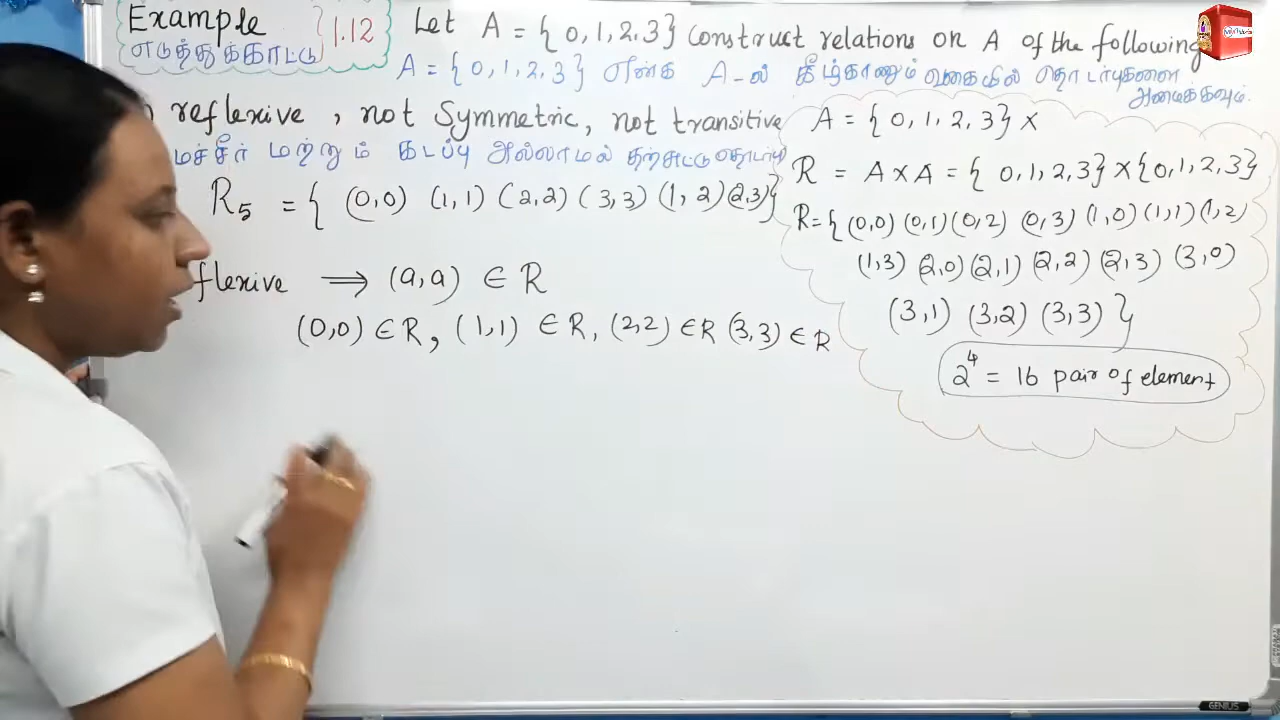 Example
எடுத்துக்காட்டு
1.12
Let A = {0,1,2,3} construct relations on A of the following
A = {0,1,2,3} எனக் A-ல் கீழ்காணும் வகையில் தொடர்புகளை
அமைக்கவும்.
reflexive, not Symmetric, not transitive
மச்சீர் மற்றும் கடப்பு அல்லாமல் தற்சுட்டு தொடர்பு
R₅ = { (0,0) (1,1) (2,2) (3,3) (1,2) (2,3)}
flexive ⟹ (a,a) ∈ R
(0,0) ∈ R, (1,1) ∈ R, (2,2) ∈ R (3,3) ∈ R
A = {0,1,2,3} ×
R = A×A = {0,1,2,3} × {0,1,2,3}
R = { (0,0) (0,1) (0,2) (0,3) (1,0) (1,1) (1,2)
(1,3) (2,0) (2,1) (2,2) (2,3) (3,0)
(3,1) (3,2) (3,3) }
2⁴ = 16 pair of element
GENIUS